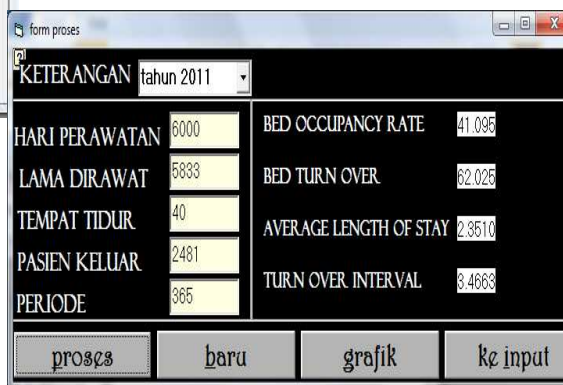 form proses
KETERANGAN tahun 2011
HARI PERAWATAN 6000
LAMA DIRAWAT 5833
TEMPAT TIDUR 40
PASIEN KELUAR 2481
PERIODE 365
BED OCCUPANCY RATE 41.095
BED TURN OVER 62.025
AVERAGE LENGTH OF STAY 2.3510
TURN OVER INTERVAL 3.4663
proses baru grafik ke input